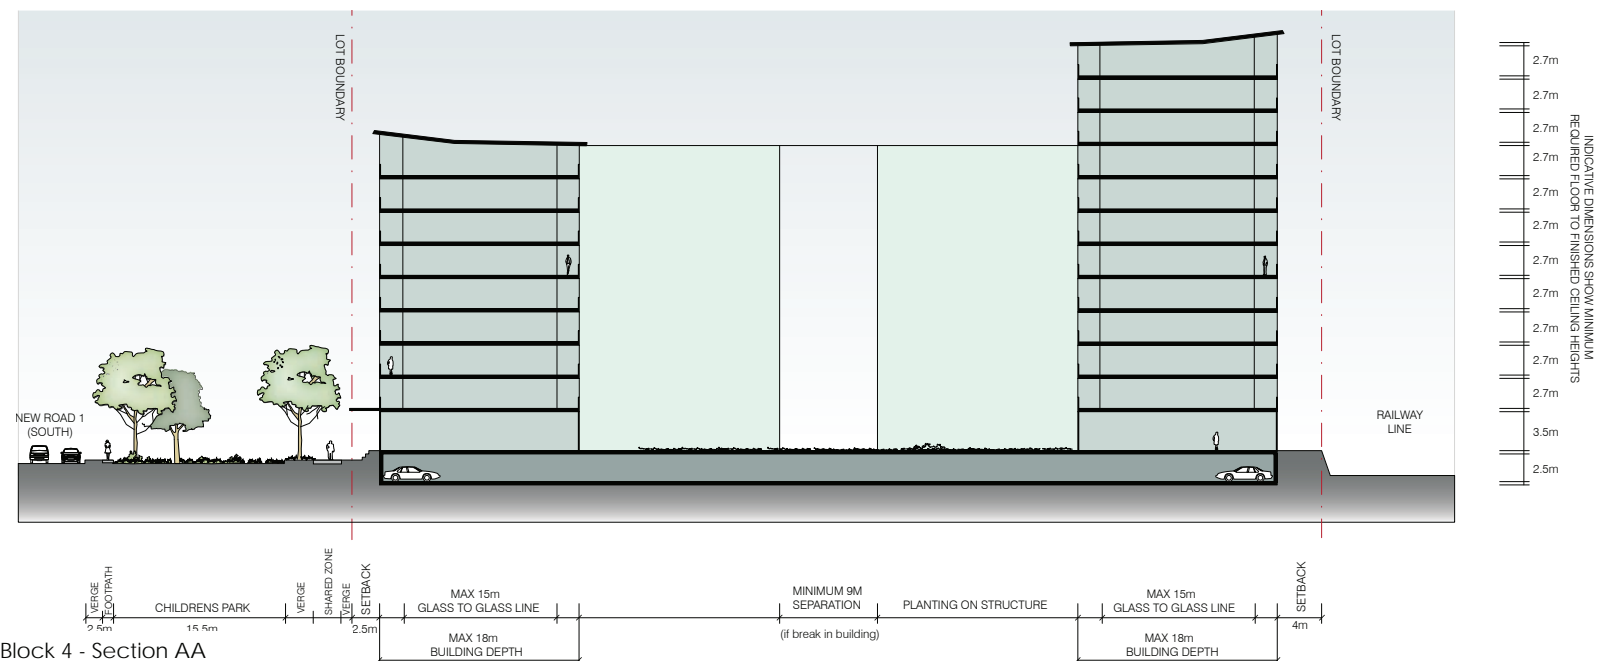 LOT BOUNDARY
LOT BOUNDARY
2.7m
2.7m
2.7m
2.7m
2.7m
2.7m
2.7m
2.7m
2.7m
2.7m
2.7m
3.5m
2.5m
INDICATIVE DIMENSIONS SHOW MINIMUM
REQUIRED FLOOR TO FINISHED CEILING HEIGHTS
NEW ROAD 1
(SOUTH)
RAILWAY
LINE
VERGE
FOOTPATH
CHILDRENS PARK
VERGE
SHARED ZONE
VERGE
SETBACK
MAX 15m
GLASS TO GLASS LINE
MINIMUM 9M
SEPARATION
PLANTING ON STRUCTURE
MAX 15m
GLASS TO GLASS LINE
SETBACK
2.5m
15.5m
2.5m
(if break in building)
4m
MAX 18m
BUILDING DEPTH
MAX 18m
BUILDING DEPTH
Block 4 - Section AA